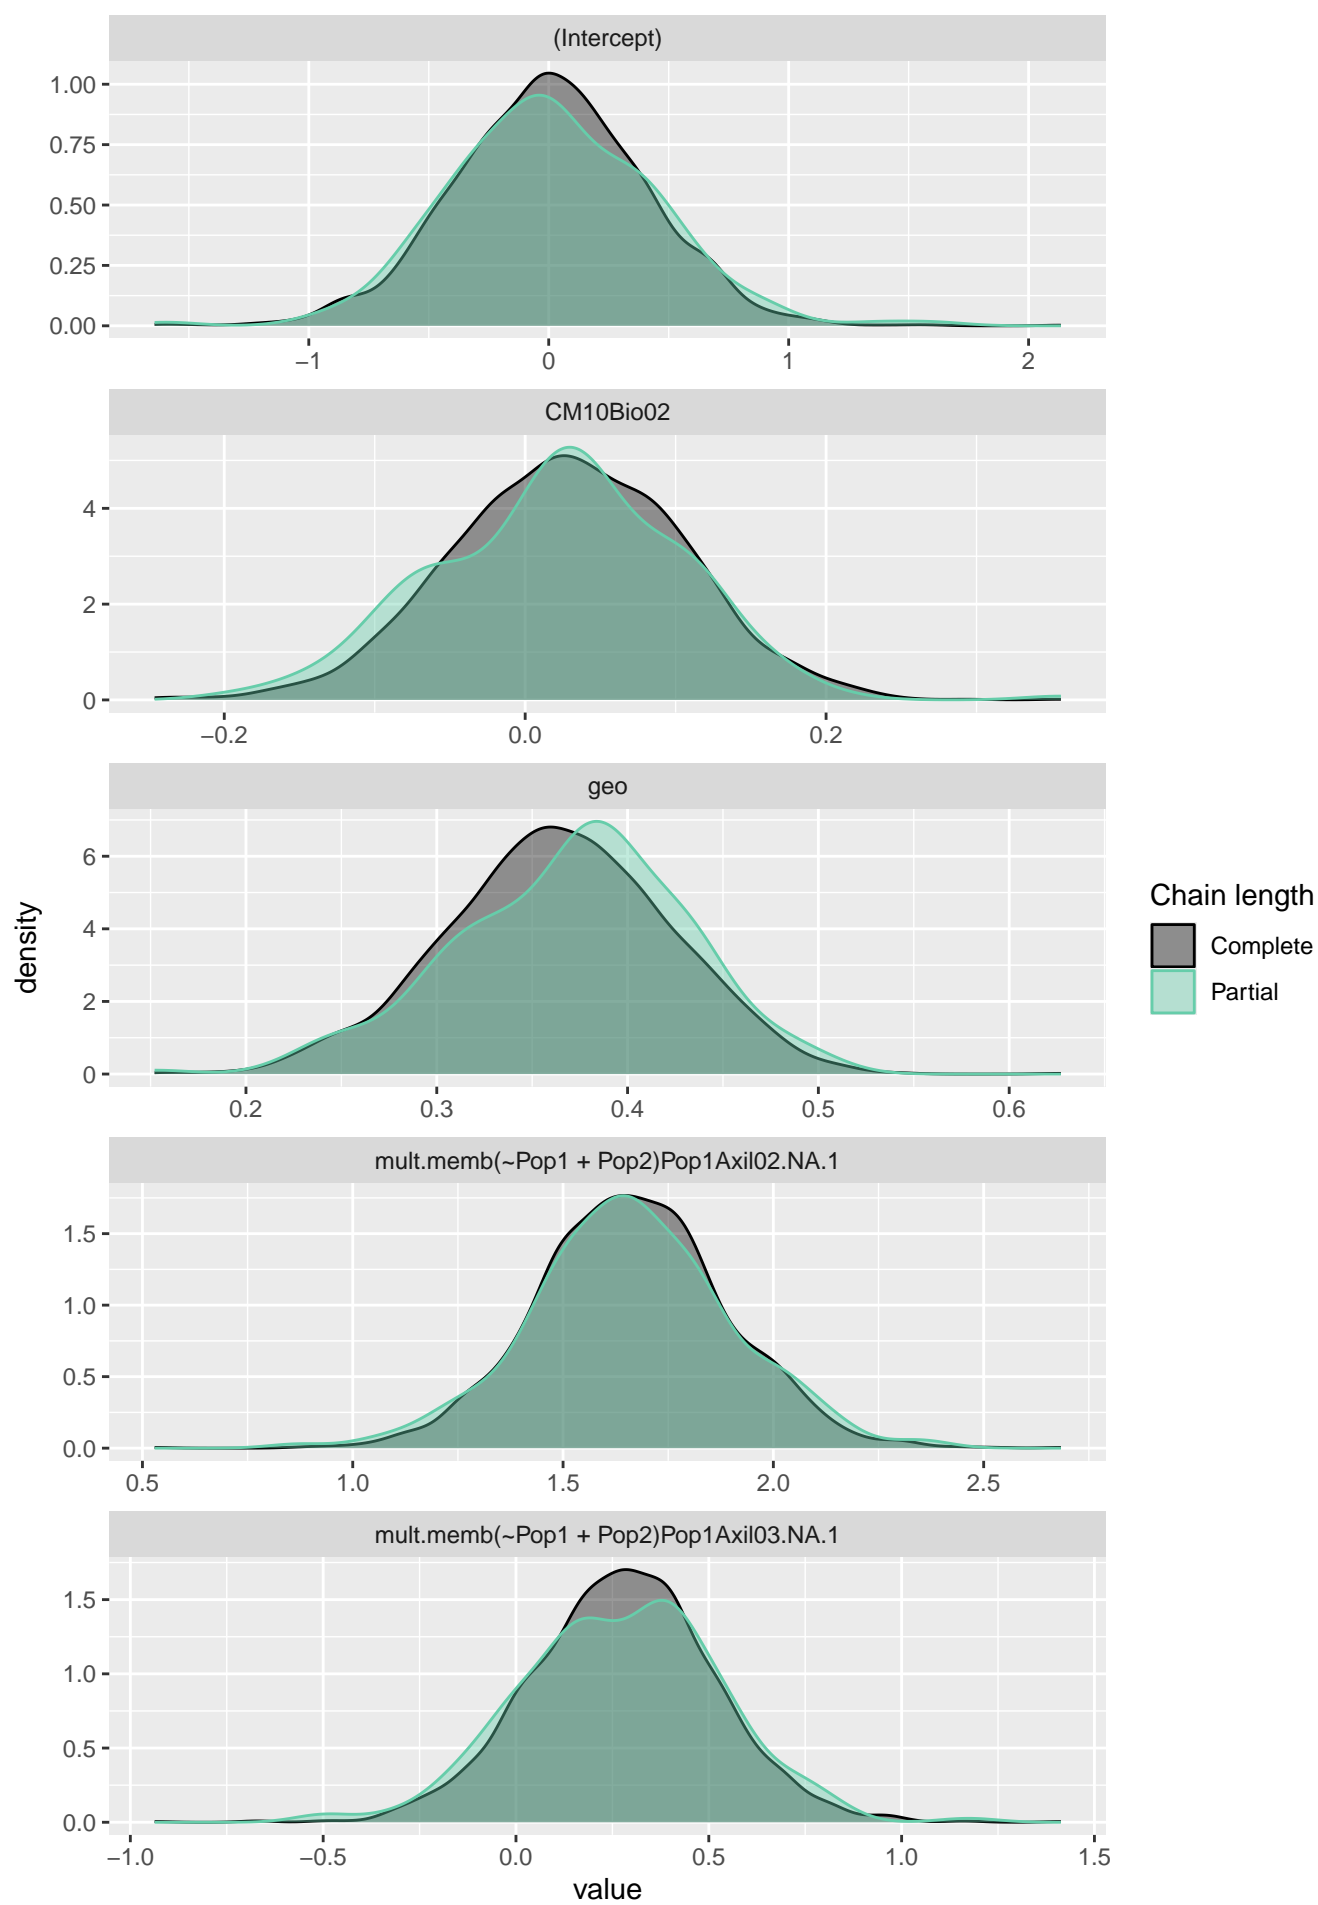 (Intercept)
1.00
0.75
0.50
0.25
0.00
−1 0 1 2
CM10Bio02
4
2
0
−0.2 0.0 0.2
geo
6
4
2
0
0.2 0.3 0.4 0.5 0.6
mult.memb(~Pop1 + Pop2)Pop1Axil02.NA.1
1.5
1.0
0.5
0.0
0.5 1.0 1.5 2.0 2.5
mult.memb(~Pop1 + Pop2)Pop1Axil03.NA.1
1.5
1.0
0.5
0.0
−1.0 −0.5 0.0 0.5 1.0 1.5
value
density
Chain length
Complete
Partial